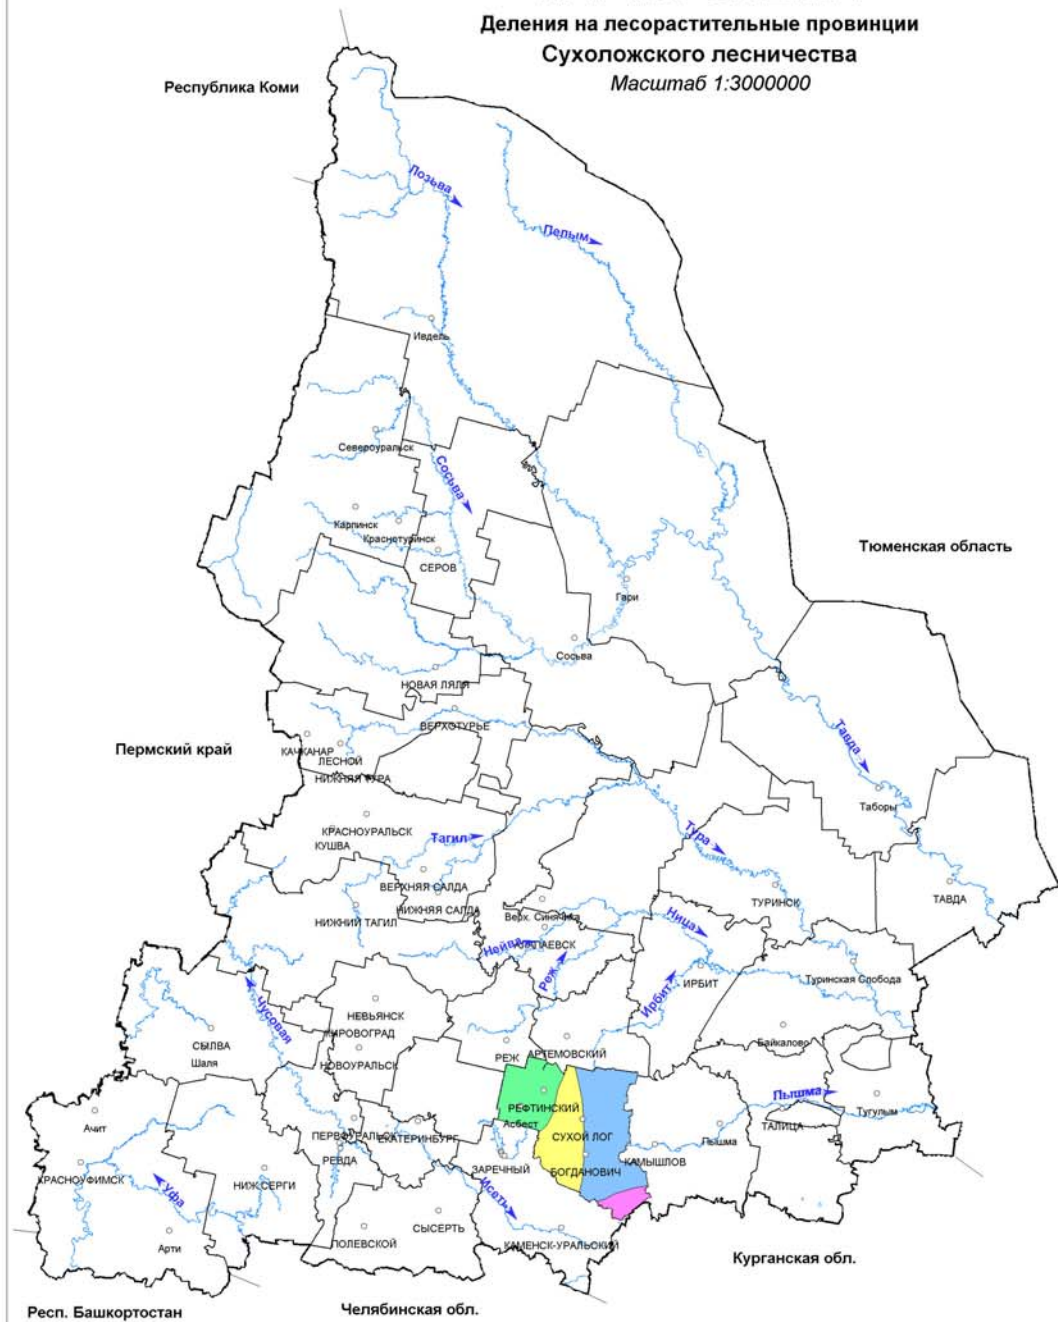 Деления на лесорастительные провинции
Сухоложского лесничества
Масштаб 1:3000000
Республика Коми
Лозьва
Пелым
Ивдель
Североуральск
Сосьва
Карпинск
Краснотурьинск
СЕРОВ
Тюменская область
Гари
Сосьва
НОВАЯ ЛЯЛЯ
ВЕРХОТУРЬЕ
Пермский край
КАЧКАНАР
ЛЕСНОЙ
НИЖНЯЯ ТУРА
Тавда
Таборы
КРАСНОУРАЛЬСК
КУШВА
Тагил
Тура
ВЕРХНЯЯ САЛДА
НИЖНЯЯ САЛДА
НИЖНИЙ ТАГИЛ
ТУРИНСК
ТАВДА
Верх. Синячиха
Ница
Нейва
Реж
Ирбит
ИРБИТ
Туринская Слобода
Чусовая
НЕВЬЯНСК
КИРОВОГРАД
СЫЛВА
Шаля
НОВОУРАЛЬСК
РЕЖ
АРТЕМОВСКИЙ
Байкалово
Пышма
РЕФТИНСКИЙ
Асбест
Тугулым
ТАЛИЦА
Ачит
ПЕРВОУРАЛЬСК
ЕКАТЕРИНБУРГ
СУХОЙ ЛОГ
Пышма
РЕВДА
ЗАРЕЧНЫЙ
БОГДАНОВИЧ
КАМЫШЛОВ
КРАСНОУФИМСК
Уфа
НИЖ.СЕРГИ
Исеть
СЫСЕРТЬ
Арти
ПОЛЕВСКОЙ
КАМЕНСК-УРАЛЬСКИЙ
Курганская обл.
Респ. Башкортостан
Челябинская обл.